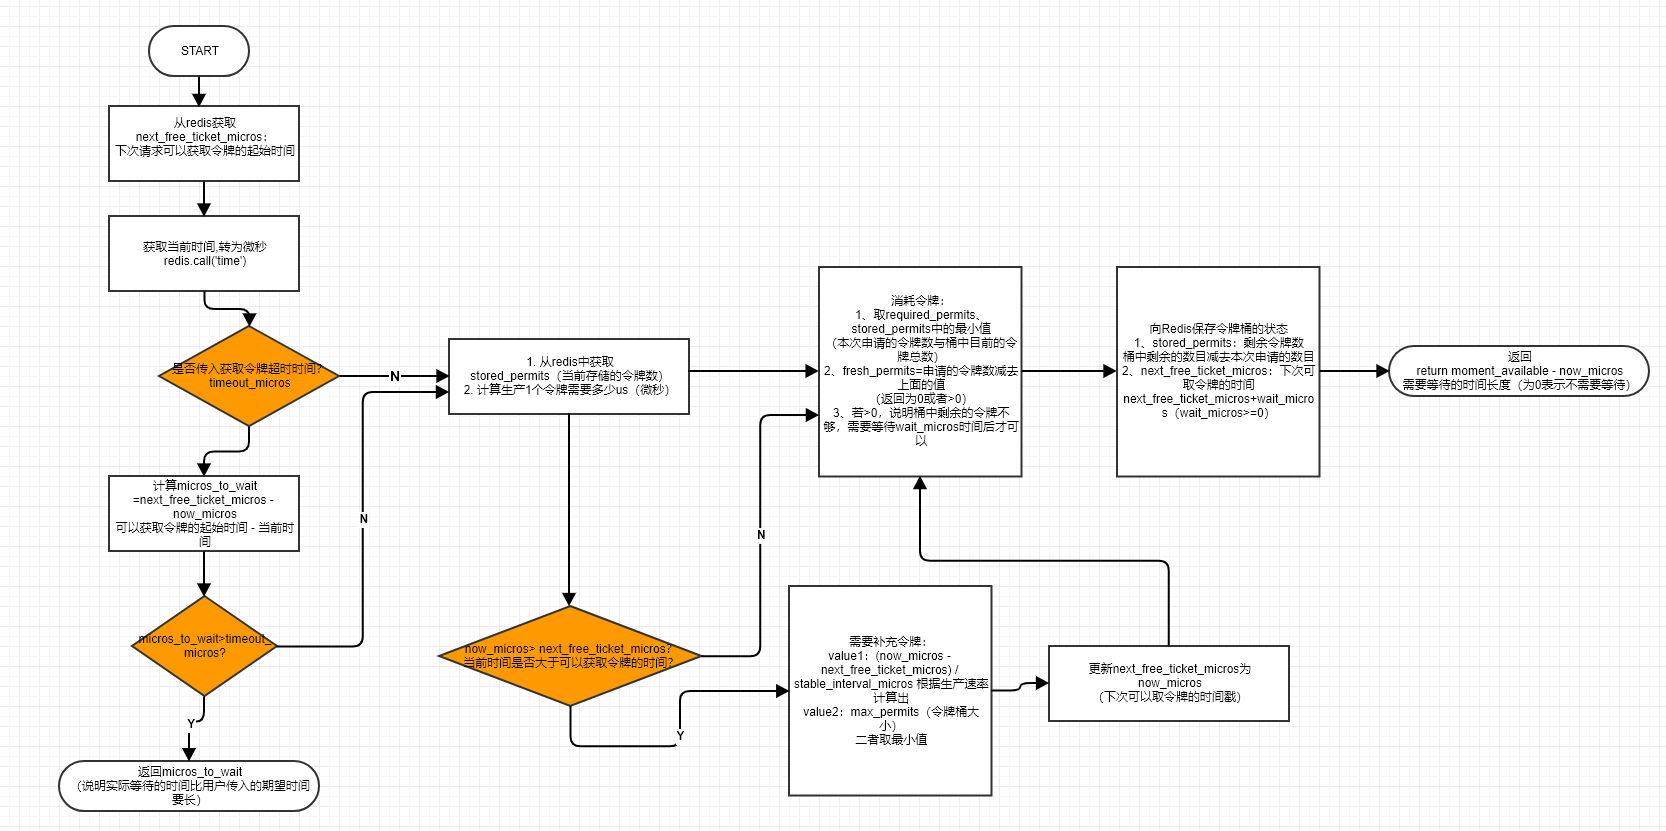 START
从redis获取
next_free_ticket_micros：
下次请求可以获取令牌的起始时间
获取当前时间,转为微秒
redis.call('time')
是否传入获取令牌超时时间？
timeout_micros
N
计算micros_to_wait
=next_free_ticket_micros -
now_micros
可以获取令牌的起始时间 - 当前时
间
micros_to_wait>timeout_
micros?
N
Y
返回micros_to_wait
（说明实际等待的时间比用户传入的期望时间
要长）
1. 从redis中获取
stored_permits（当前存储的令牌数）
2. 计算生产1个令牌需要多少us（微秒）
now_micros> next_free_ticket_micros?
当前时间是否大于可以获取令牌的时间？
N
Y
需要补充令牌：
value1：(now_micros -
next_free_ticket_micros) /
stable_interval_micros 根据生产速率
计算出
value2：max_permits（令牌桶大
小）
二者取最小值
更新next_free_ticket_micros为
now_micros
（下次可以取令牌的时间戳）
消耗令牌：
1、取required_permits、
stored_permits中的最小值
（本次申请的令牌数与桶中目前的令
牌总数）
2、fresh_permits=申请的令牌数减去
上面的值
（返回为0或者>0）
3、若>0，说明桶中剩余的令牌不
够，需要等待wait_micros时间后才可
以
向Redis保存令牌桶的状态
1、stored_permits：剩余令牌数
桶中剩余的数目减去本次申请的数目
2、next_free_ticket_micros：下次可
取令牌的时间
next_free_ticket_micros+wait_micro
s（wait_micros>=0）
返回
return moment_available - now_micros
需要等待的时间长度（为0表示不需要等待）